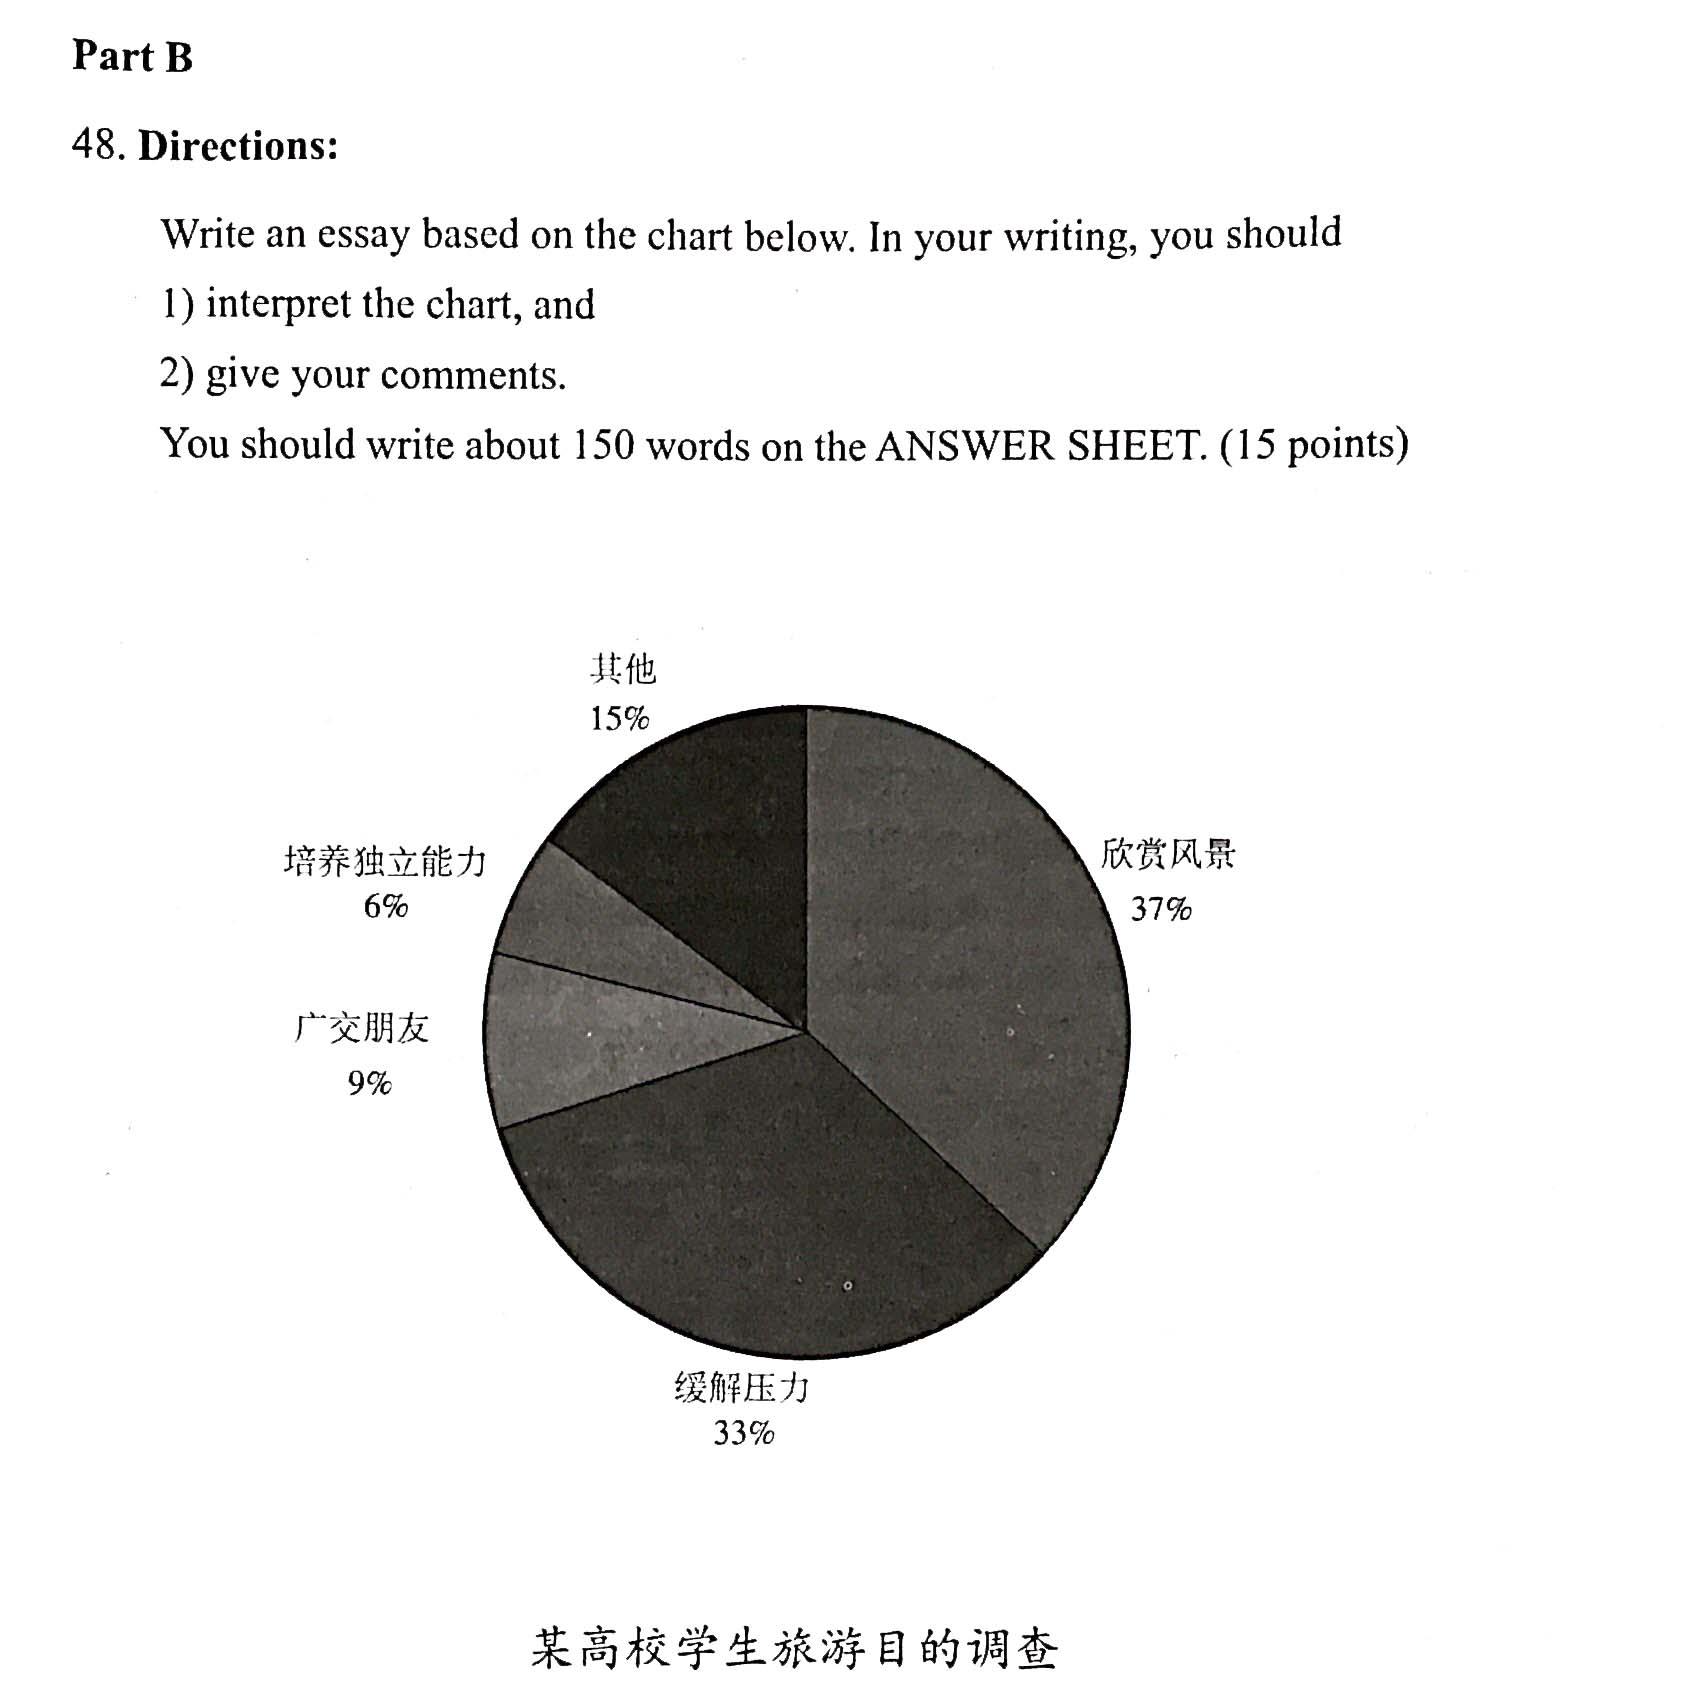 Part B
48. Directions:
Write an essay based on the chart below. In your writing, you should
1) interpret the chart, and
2) give your comments.
You should write about 150 words on the ANSWER SHEET. (15 points)
其他
15%
培养独立能力
6%
欣赏风景
37%
广交朋友
9%
缓解压力
33%
某高校学生旅游目的调查